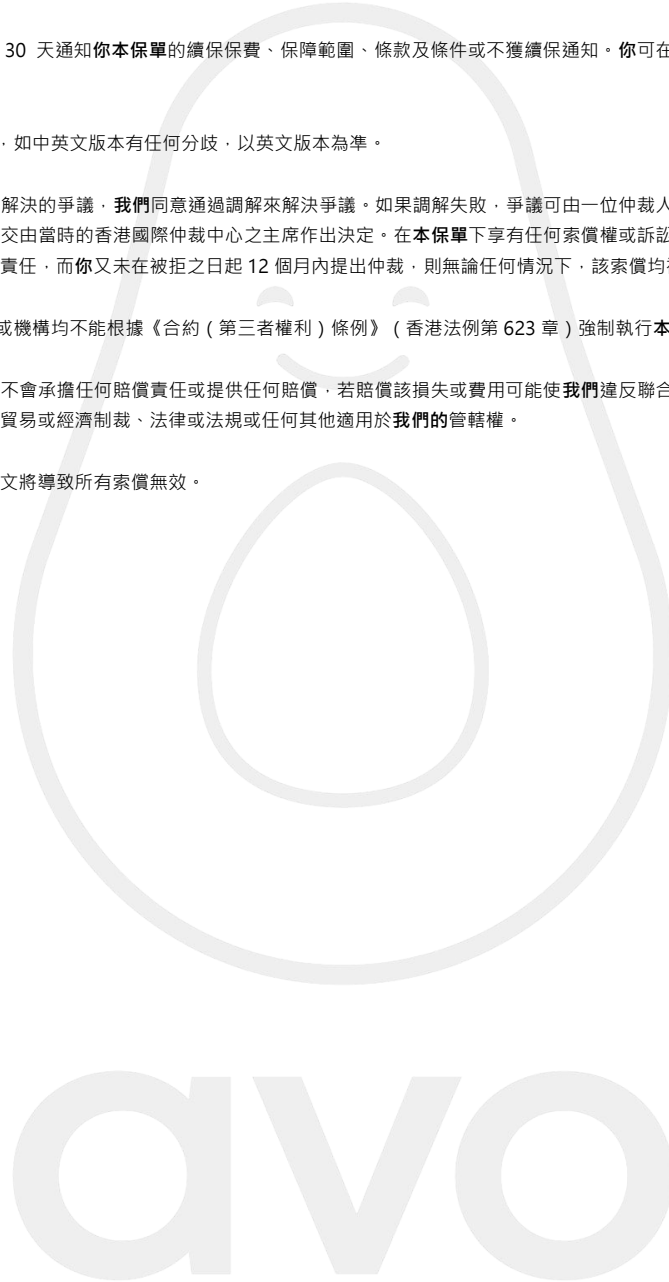 30 天通知你本保單的續保保費、保障範圍、條款及條件或不獲續保通知。你可在
，如中英文版本有任何分歧，以英文版本為準。
解決的爭議，我們同意通過調解來解決爭議。如果調解失敗，爭議可由一位仲裁人
交由當時的香港國際仲裁中心之主席作出決定。在本保單下享有任何索償權或訴訟
責任，而你又未在被拒之日起 12 個月內提出仲裁，則無論任何情況下，該索償均
或機構均不能根據《合約（第三者權利）條例》（香港法例第 623 章）強制執行本
不會承擔任何賠償責任或提供任何賠償，若賠償該損失或費用可能使我們違反聯合
貿易或經濟制裁、法律或法規或任何其他適用於我們的管轄權。
文將導致所有索償無效。
avo